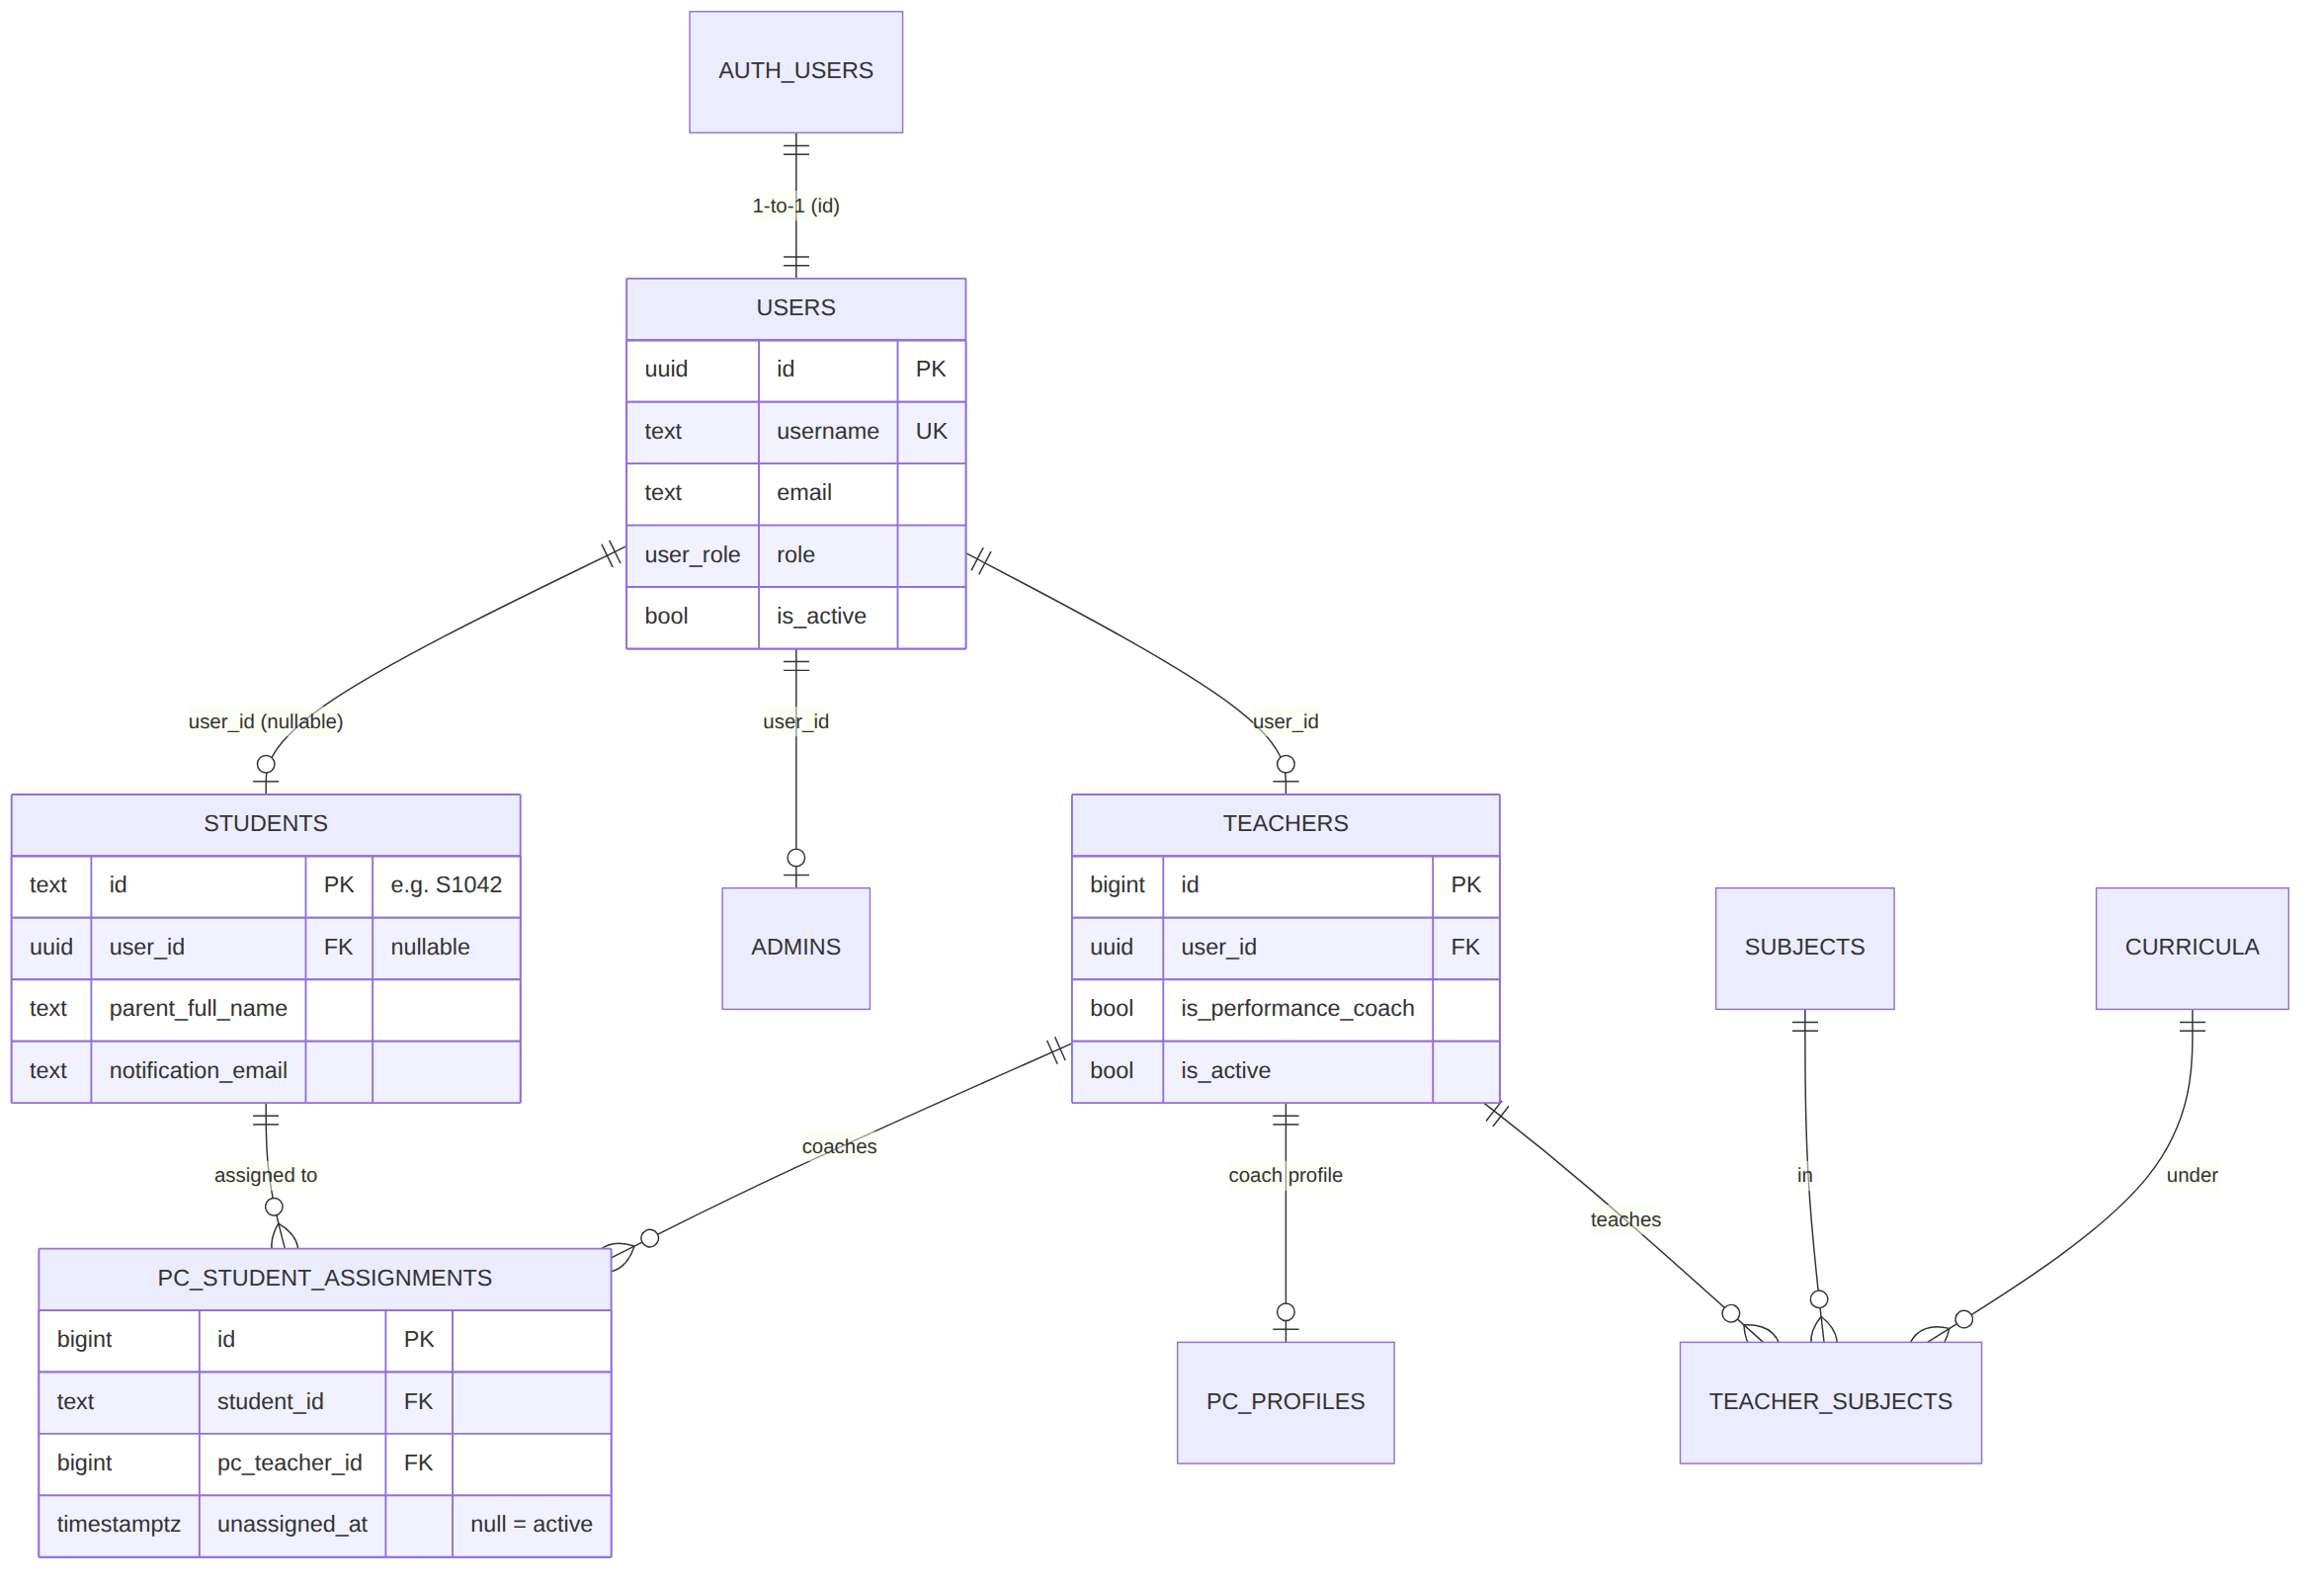 AUTH_USERS
1-to-1 (id)
USERS
uuid id PK
text username UK
text email
user_role role
bool is_active
user_id (nullable)
user_id
user_id
STUDENTS
text id PK e.g. S1042
uuid user_id FK nullable
text parent_full_name
text notification_email
ADMINS
TEACHERS
bigint id PK
uuid user_id FK
bool is_performance_coach
bool is_active
SUBJECTS
CURRICULA
assigned to
coaches
coach profile
teaches
in
under
PC_STUDENT_ASSIGNMENTS
bigint id PK
text student_id FK
bigint pc_teacher_id FK
timestamptz unassigned_at null = active
PC_PROFILES
TEACHER_SUBJECTS